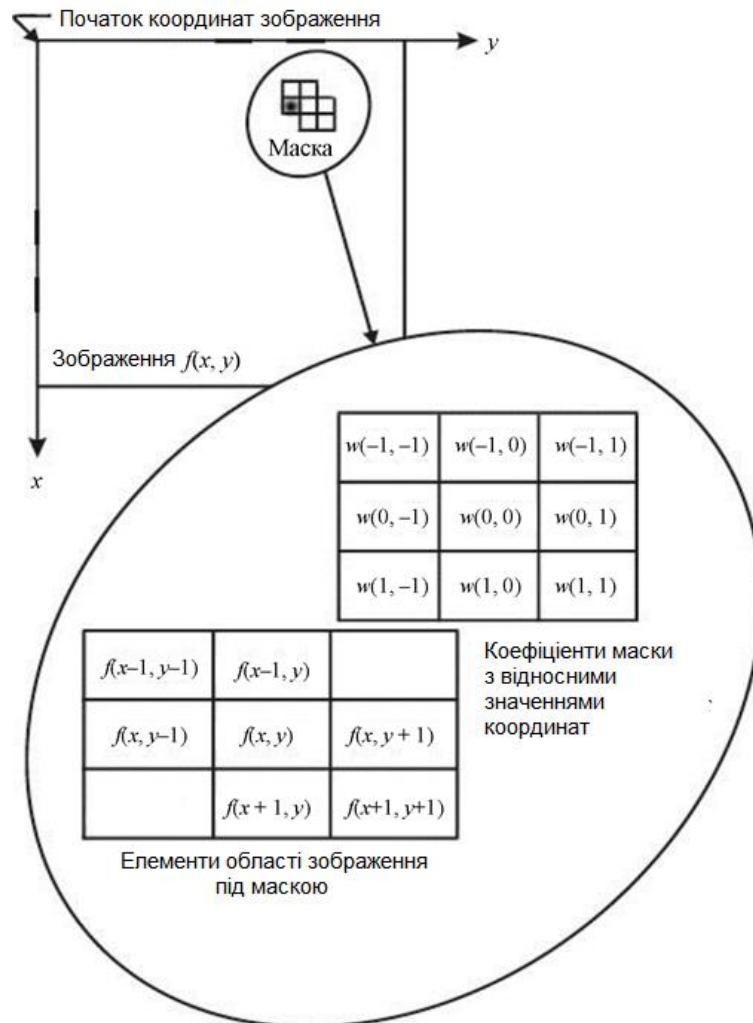 Початок координат зображення
y
Маска
Зображення f(x, y)
x
w(–1, –1) w(–1, 0) w(–1, 1)
w(0, –1) w(0, 0) w(0, 1)
w(1, –1) w(1, 0) w(1, 1)
f(x–1, y–1) f(x–1, y)
f(x, y–1) f(x, y) f(x, y + 1)
f(x + 1, y) f(x+1, y+1)
Коефіціенти маски
з відносними
значеннями
координат
Елементи області зображення
під маскою